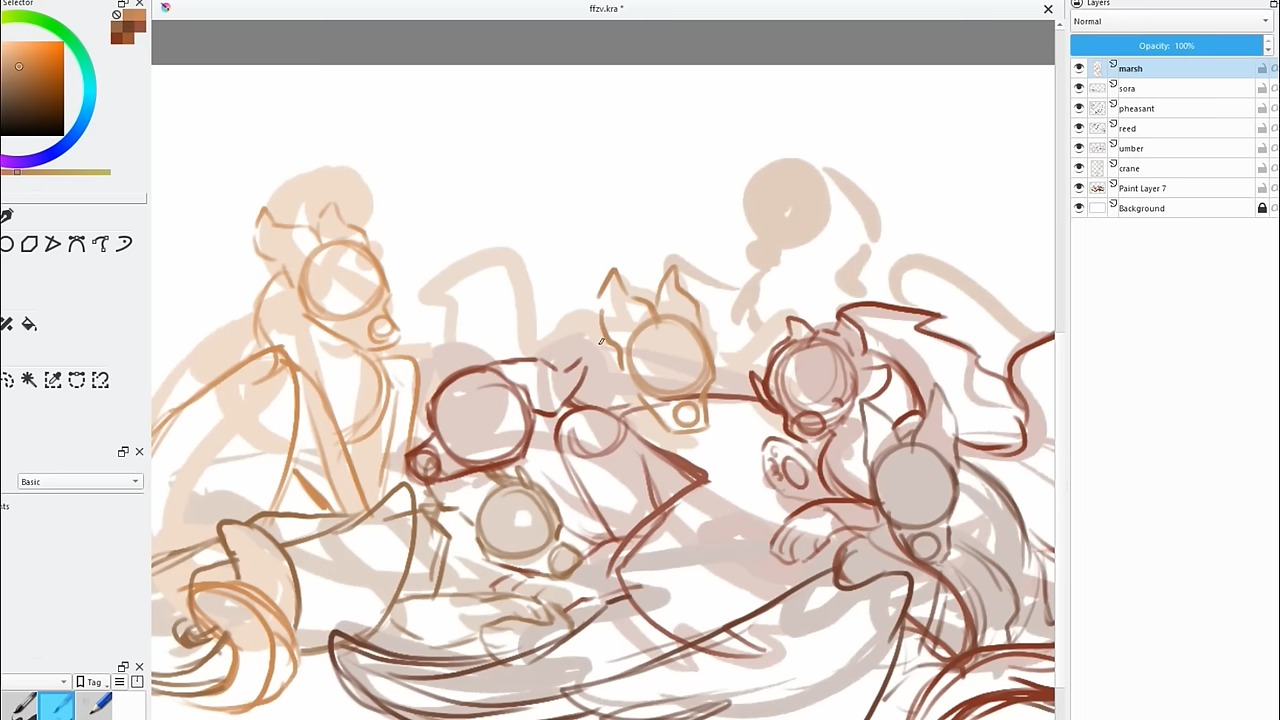 Selector
ffzv.kra *
Layers
Normal
Opacity: 100%
marsh
sora
pheasant
reed
umber
crane
Paint Layer 7
Background
Basic
Tag